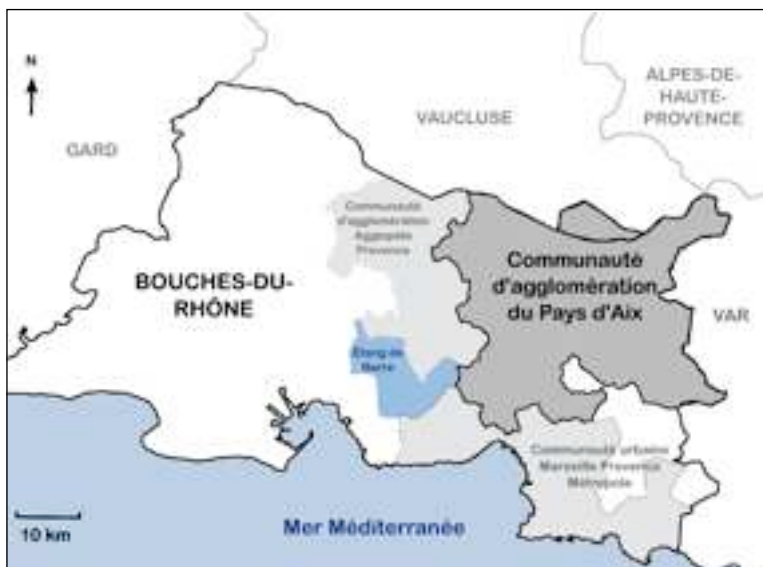 N
ALPES-DE-
HAUTE-
PROVENCE
VAUCLUSE
GARD
Communauté
d'agglomération
Agglopole
Provence
Communauté
d'agglomération
du Pays d'Aix
BOUCHES-DU-
RHÔNE
VAR
Étang de
Berre
Communauté urbaine
Marseille Provence
Métropole
10 km
Mer Méditerranée